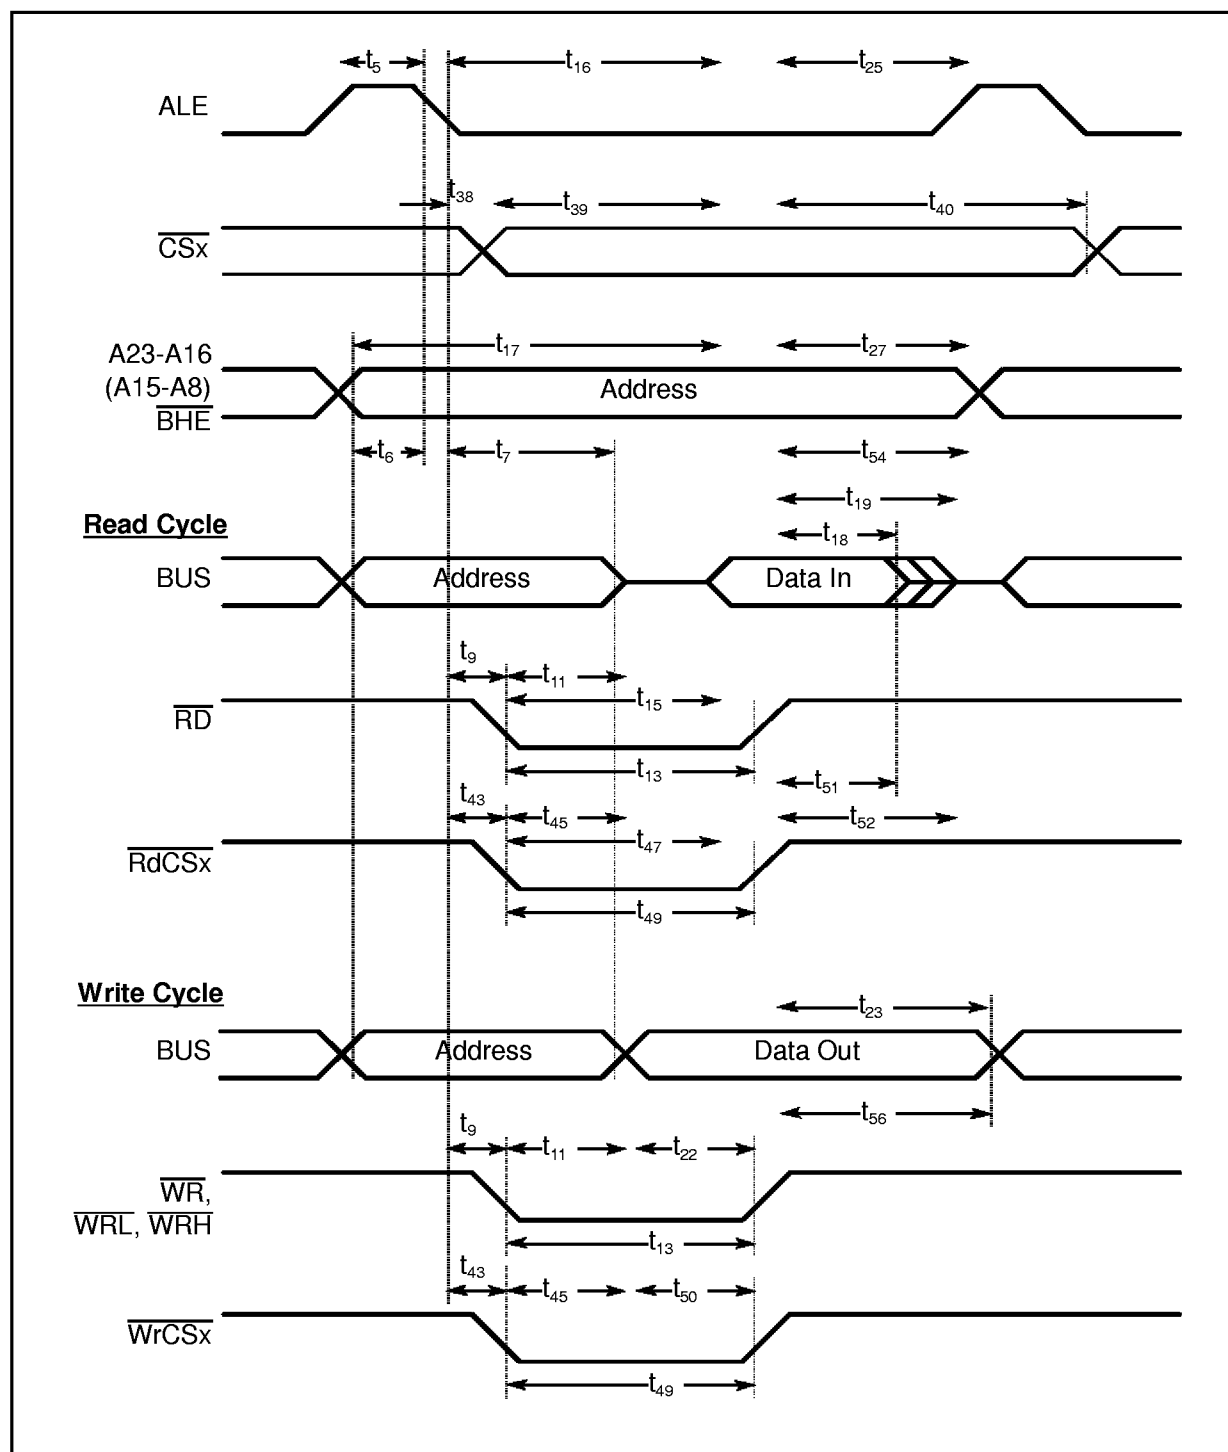 t5 t16 t25
ALE
t38 t39 t40
CSx
t17 t27
A23-A16
(A15-A8)
BHE
Address
t6 t7 t54
t19
Read Cycle
t18
BUS Address Data In
t9 t11
t15
RD
t13 t51
t43 t45 t52
t47
RdCSx
t49
Write Cycle
t23
BUS Address Data Out
t56
t9 t11 t22
WR,
WRL, WRH
t13
t43 t45 t50
WrCSx
t49